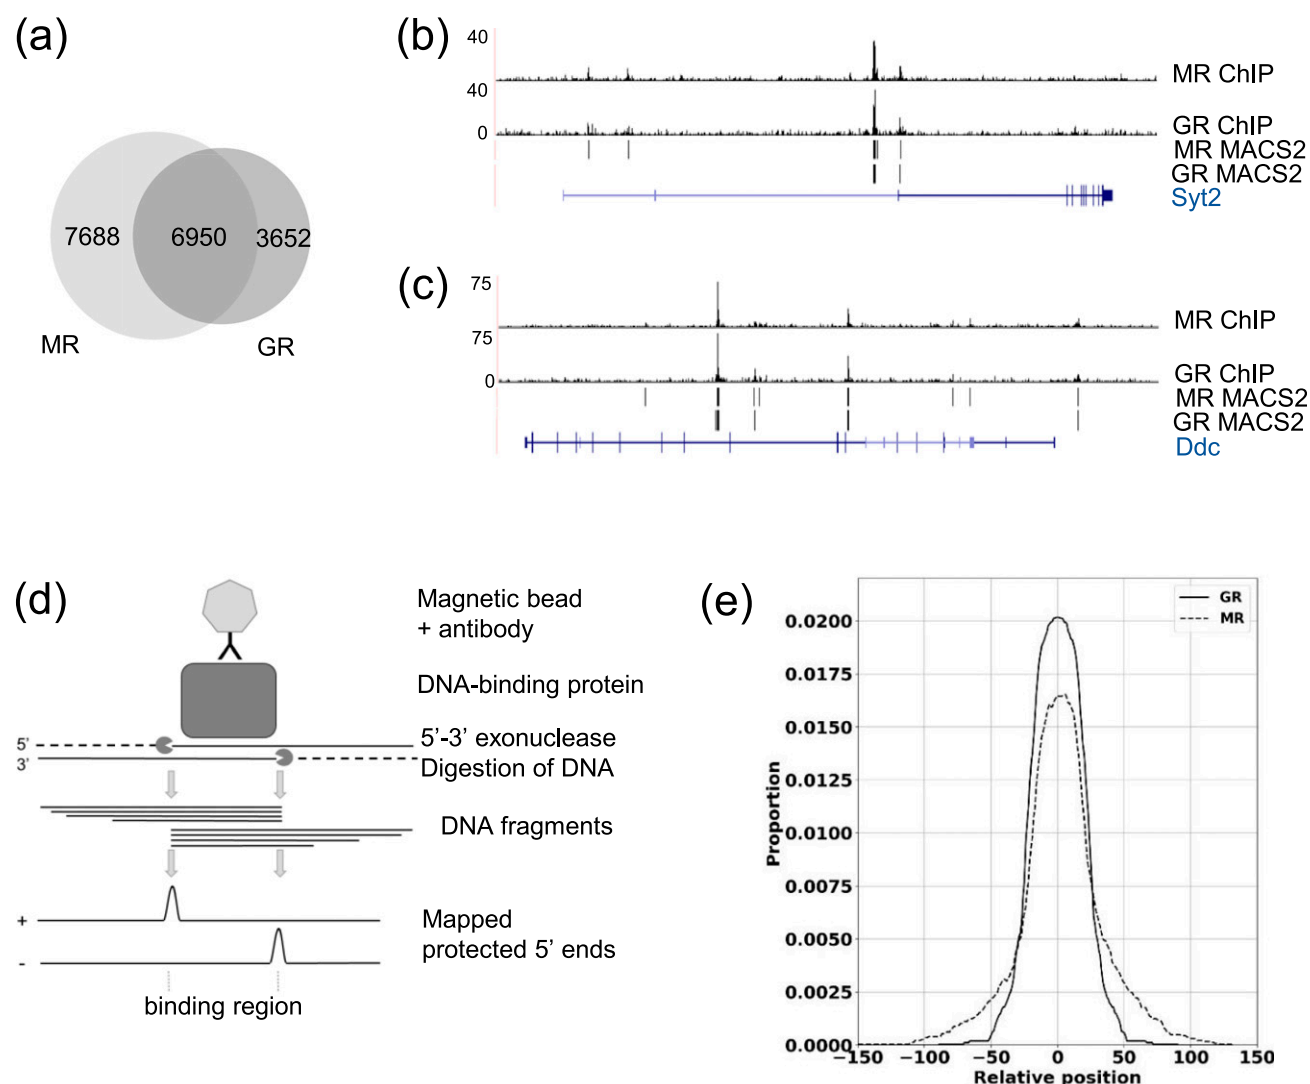 (a)
7688
6950
3652
MR
GR
(b)
40
MR ChIP
40
0
GR ChIP
MR MACS2
GR MACS2
Syt2
(c)
75
MR ChIP
75
0
GR ChIP
MR MACS2
GR MACS2
Ddc
(d)
Magnetic bead
+ antibody
DNA-binding protein
5'
3'
5'-3' exonuclease
Digestion of DNA
DNA fragments
+
-
Mapped
protected 5' ends
binding region
(e)
GR
MR
0.0200
0.0175
0.0150
0.0125
0.0100
0.0075
0.0050
0.0025
0.0000
Proportion
−150 −100 −50 0 50 100 150
Relative position